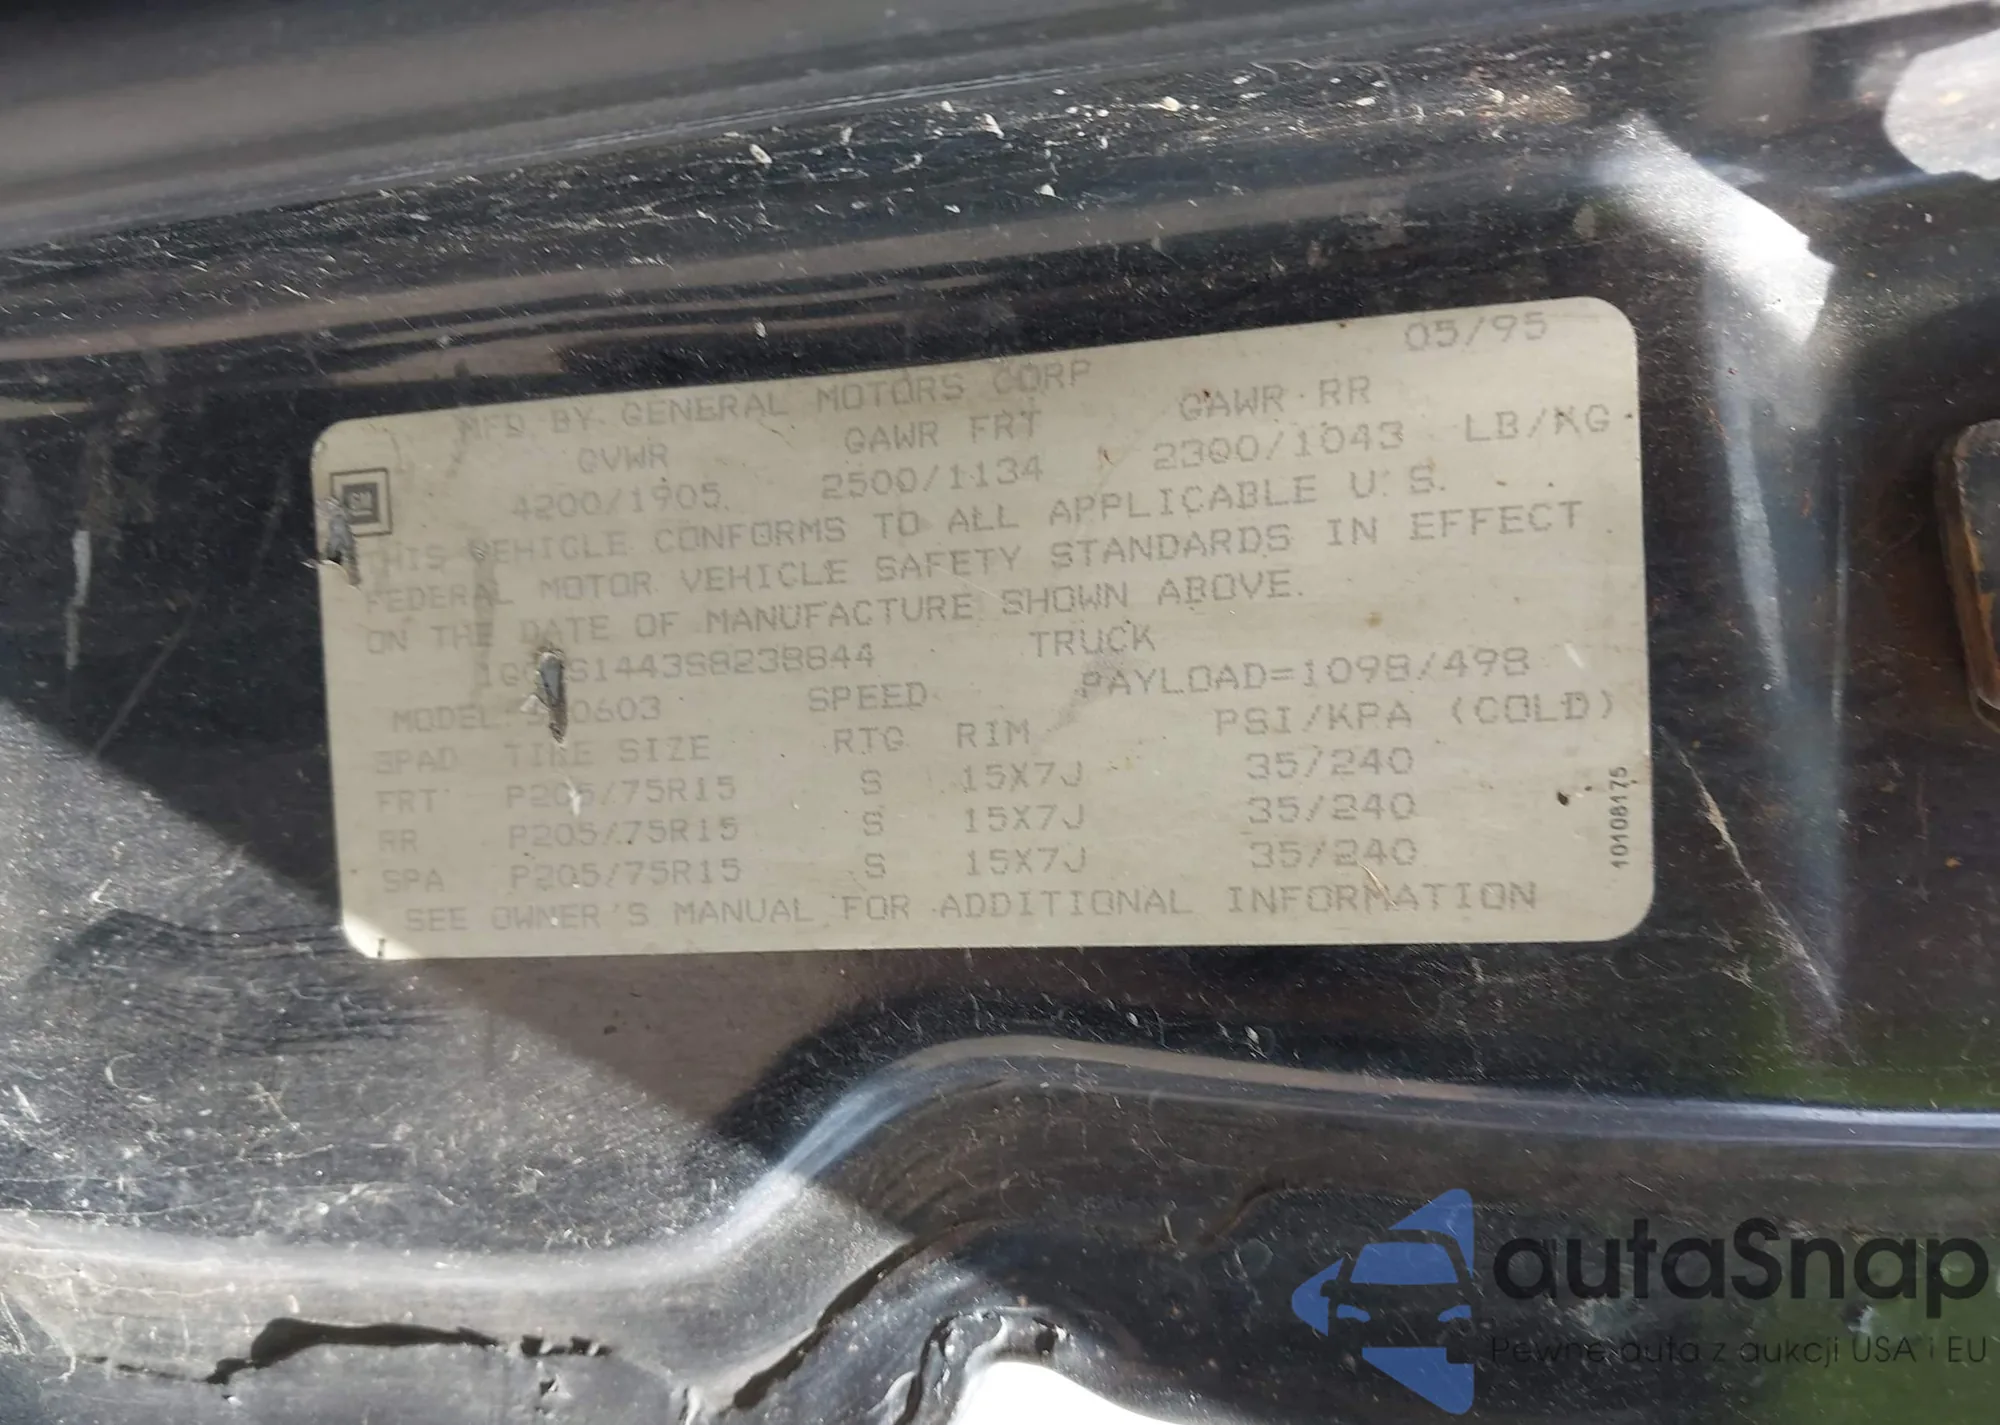 05/95
MFD BY GENERAL MOTORS CORP
GVWR GAWR FRT GAWR RR
4200/1905 2500/1134 2300/1043 LB/KG
THIS VEHICLE CONFORMS TO ALL APPLICABLE U.S.
FEDERAL MOTOR VEHICLE SAFETY STANDARDS IN EFFECT
ON THE DATE OF MANUFACTURE SHOWN ABOVE.
TRUCK
MODEL: SPEED PAYLOAD=1098/498
SPAD TIRE SIZE RTG RIM PSI/KPA (COLD)
FRT P205/75R15 S 15X7J 35/240
RR P205/75R15 S 15X7J 35/240
SPA P205/75R15 S 15X7J 35/240
SEE OWNER'S MANUAL FOR ADDITIONAL INFORMATION
10108175
GM
autaSnap
Pewne auta z aukcji USA i EU